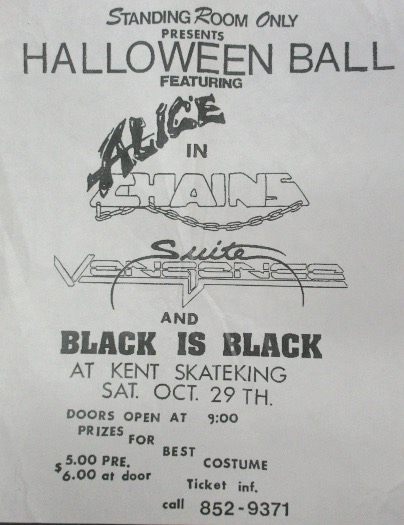 STANDING ROOM ONLY
PRESENTS
HALLOWEEN BALL
FEATURING
ALICE
IN
CHAINS
Suite
VENGEANCE
AND
BLACK IS BLACK
AT KENT SKATEKING
SAT. OCT. 29 TH.
DOORS OPEN AT 9:00
PRIZES FOR
BEST
COSTUME
$5.00 PRE.
$6.00 at door
Ticket inf.
call 852-9371